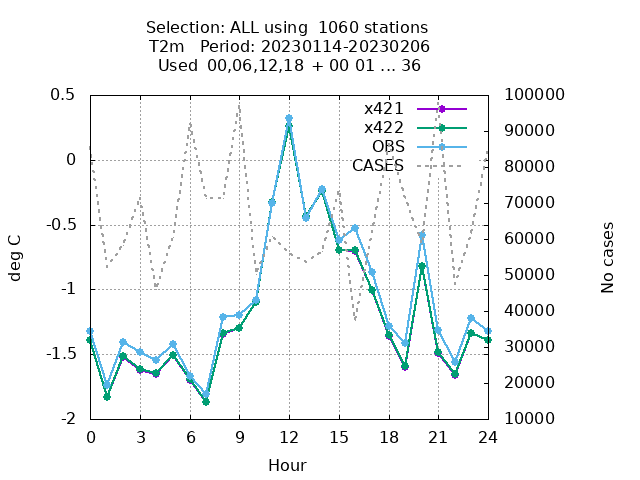 Selection: ALL using  1060 stations
T2m   Period: 20230114-20230206
Used  00,06,12,18  + 00 01 ... 36
0.5
0
-0.5
-1
-1.5
-2
deg C
x421
x422
OBS
CASES
100000
90000
80000
70000
60000
50000
40000
30000
20000
10000
No cases
0 3 6 9 12 15 18 21 24
Hour